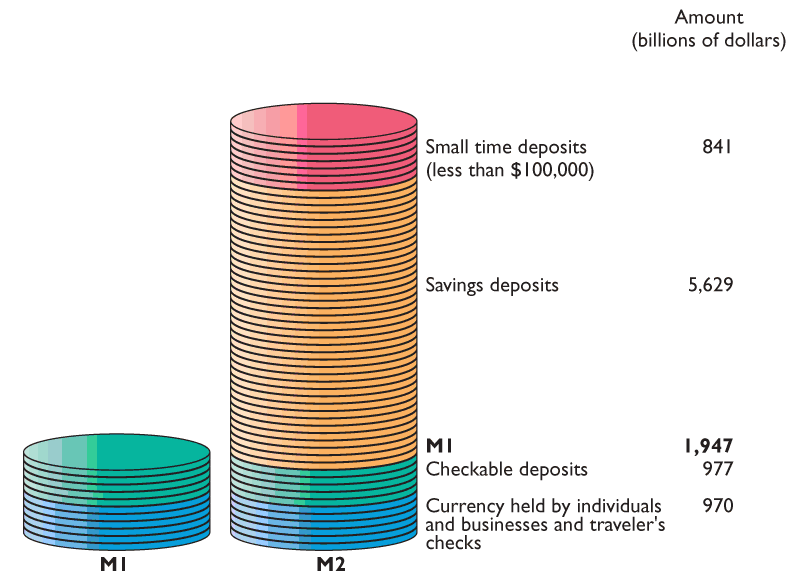 Amount
(billions of dollars)
Small time deposits 841
(less than $100,000)
Savings deposits 5,629
M1 1,947
Checkable deposits 977
Currency held by individuals 970
and businesses and traveler's
checks
M1 M2